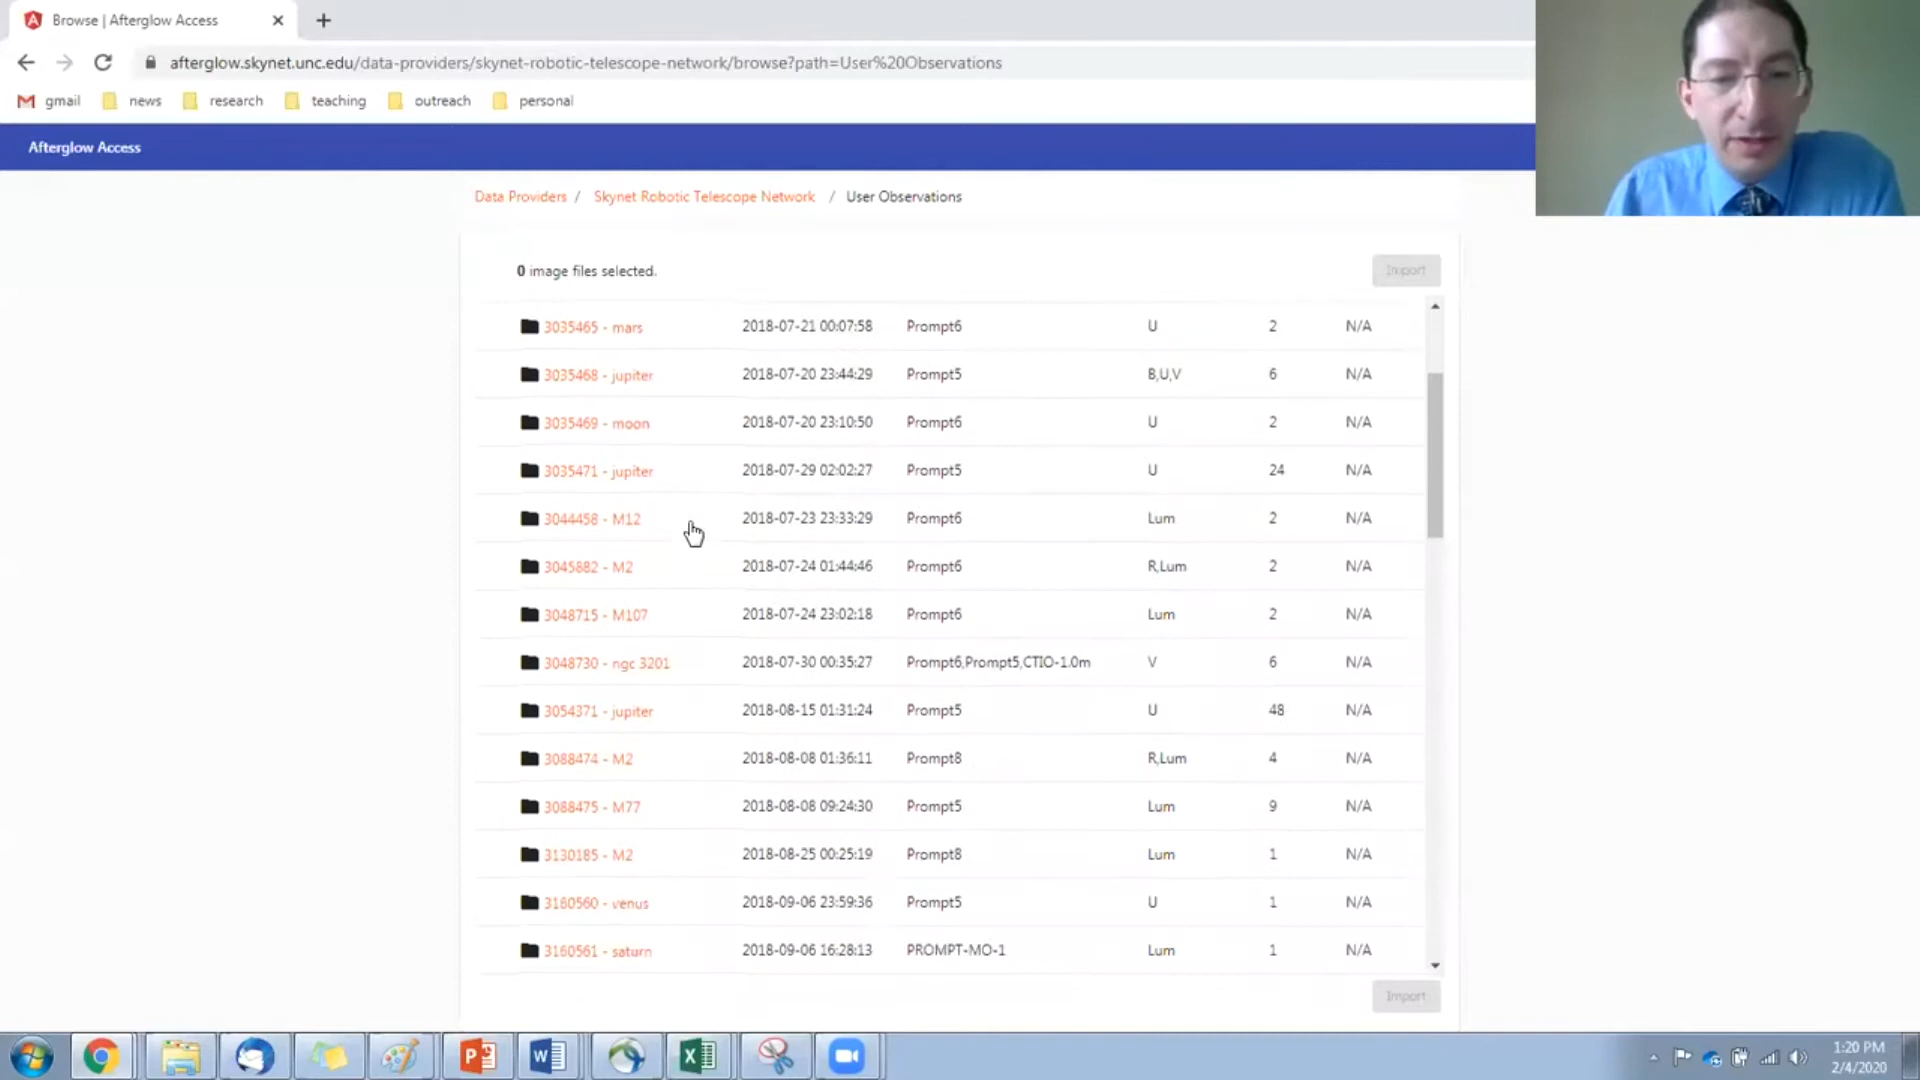 Browse | Afterglow Access
afterglow.skynet.unc.edu/data-providers/skynet-robotic-telescope-network/browse?path=User%20Observations
gmail news research teaching outreach personal
Afterglow Access
Data Providers / Skynet Robotic Telescope Network / User Observations
0 image files selected. Import
3035465 - mars 2018-07-21 00:07:58 Prompt6 U 2 N/A
3035468 - jupiter 2018-07-20 23:44:29 Prompt5 B,U,V 6 N/A
3035469 - moon 2018-07-20 23:10:50 Prompt6 U 2 N/A
3035471 - jupiter 2018-07-29 02:02:27 Prompt5 U 24 N/A
3044458 - M12 2018-07-23 23:33:29 Prompt6 Lum 2 N/A
3045882 - M2 2018-07-24 01:44:46 Prompt6 R,Lum 2 N/A
3048715 - M107 2018-07-24 23:02:18 Prompt6 Lum 2 N/A
3048730 - ngc 3201 2018-07-30 00:35:27 Prompt6,Prompt5,CTIO-1.0m V 6 N/A
3054371 - jupiter 2018-08-15 01:31:24 Prompt5 U 48 N/A
3088474 - M2 2018-08-08 01:36:11 Prompt8 R,Lum 4 N/A
3088475 - M77 2018-08-08 09:24:30 Prompt5 Lum 9 N/A
3130185 - M2 2018-08-25 00:25:19 Prompt8 Lum 1 N/A
3160560 - venus 2018-09-06 23:59:36 Prompt5 U 1 N/A
3160561 - saturn 2018-09-06 16:28:13 PROMPT-MO-1 Lum 1 N/A
Import
1:20 PM
2/4/2020